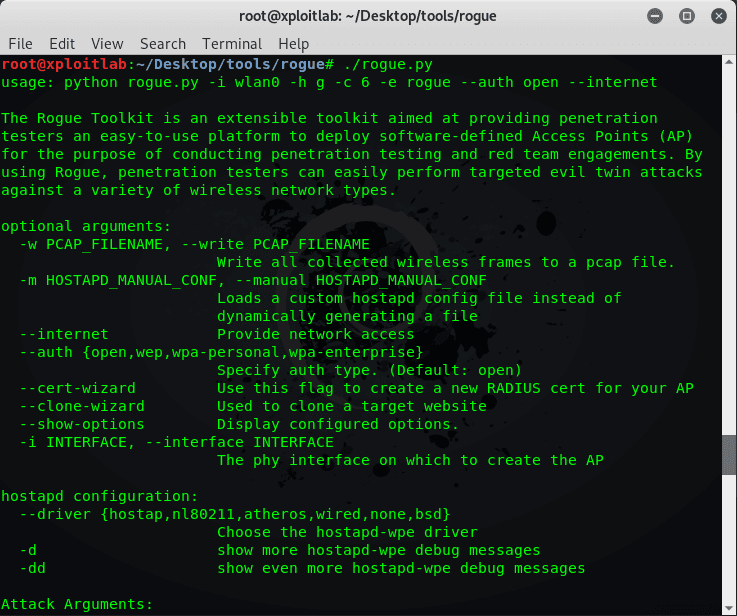 root@xploitlab: ~/Desktop/tools/rogue
File Edit View Search Terminal Help
root@xploitlab:~/Desktop/tools/rogue# ./rogue.py
usage: python rogue.py -i wlan0 -h g -c 6 -e rogue --auth open --internet
The Rogue Toolkit is an extensible toolkit aimed at providing penetration
testers an easy-to-use platform to deploy software-defined Access Points (AP)
for the purpose of conducting penetration testing and red team engagements. By
using Rogue, penetration testers can easily perform targeted evil twin attacks
against a variety of wireless network types.
optional arguments:
-w PCAP_FILENAME, --write PCAP_FILENAME
Write all collected wireless frames to a pcap file.
-m HOSTAPD_MANUAL_CONF, --manual HOSTAPD_MANUAL_CONF
Loads a custom hostapd config file instead of
dynamically generating a file
--internet Provide network access
--auth {open,wep,wpa-personal,wpa-enterprise}
Specify auth type. (Default: open)
--cert-wizard Use this flag to create a new RADIUS cert for your AP
--clone-wizard Used to clone a target website
--show-options Display configured options.
-i INTERFACE, --interface INTERFACE
The phy interface on which to create the AP
hostapd configuration:
--driver {hostap,nl80211,atheros,wired,none,bsd}
Choose the hostapd-wpe driver
-d show more hostapd-wpe debug messages
-dd show even more hostapd-wpe debug messages
Attack Arguments: